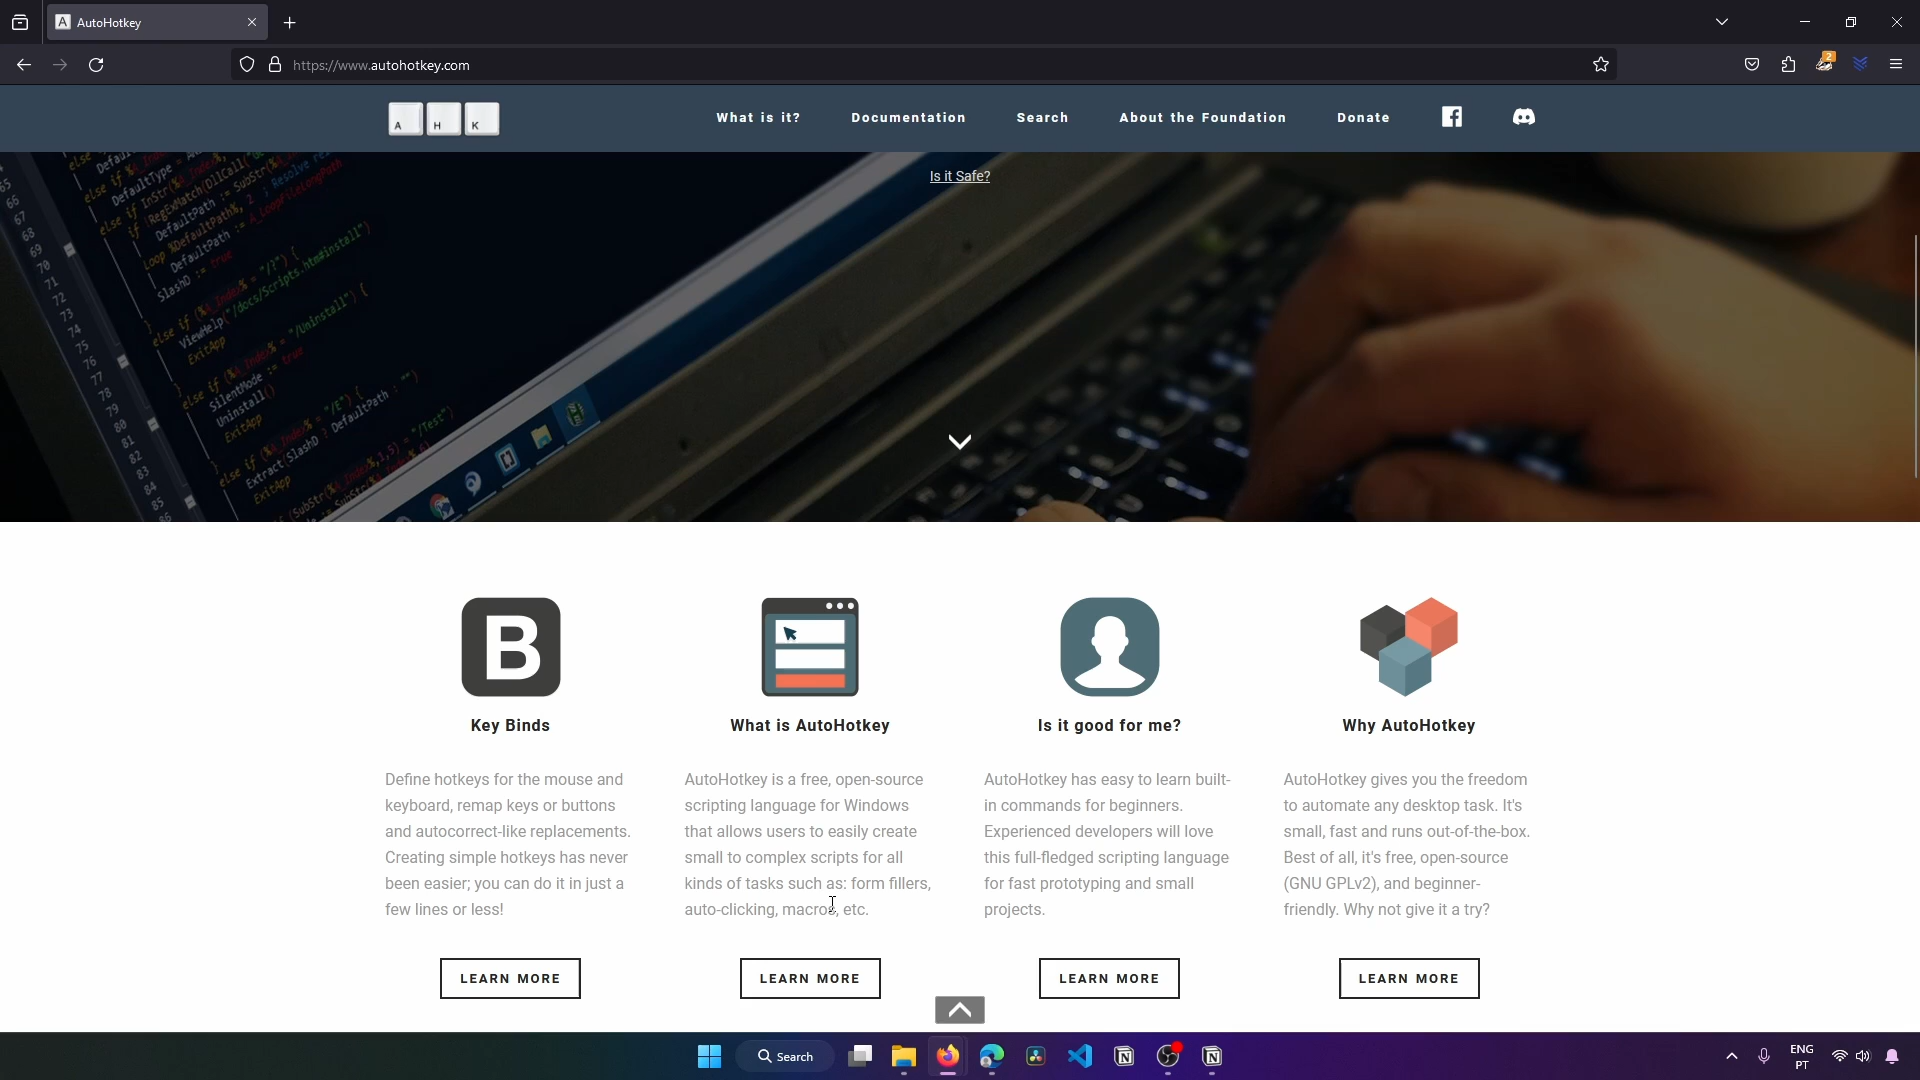 AutoHotkey
https://www.autohotkey.com
2
A H K
What is it?
Documentation
Search
About the Foundation
Donate
Is it Safe?
B
Key Binds
Define hotkeys for the mouse and
keyboard, remap keys or buttons
and autocorrect-like replacements.
Creating simple hotkeys has never
been easier; you can do it in just a
few lines or less!
LEARN MORE
What is AutoHotkey
AutoHotkey is a free, open-source
scripting language for Windows
that allows users to easily create
small to complex scripts for all
kinds of tasks such as: form fillers,
auto-clicking, macros, etc.
LEARN MORE
Is it good for me?
AutoHotkey has easy to learn built-
in commands for beginners.
Experienced developers will love
this full-fledged scripting language
for fast prototyping and small
projects.
LEARN MORE
Why AutoHotkey
AutoHotkey gives you the freedom
to automate any desktop task. It's
small, fast and runs out-of-the-box.
Best of all, it's free, open-source
(GNU GPLv2), and beginner-
friendly. Why not give it a try?
LEARN MORE
Search
ENG
PT